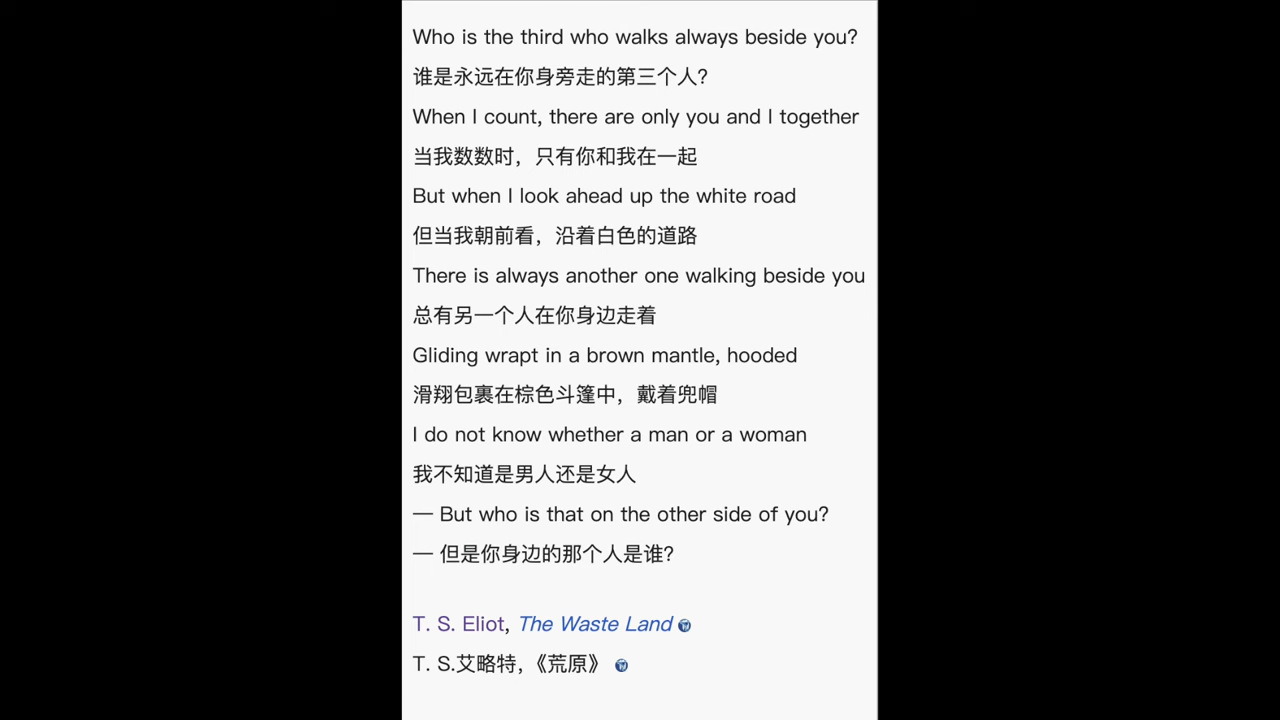 Who is the third who walks always beside you?
谁是永远在你身旁走的第三个人?
When I count, there are only you and I together
当我数数时，只有你和我在一起
But when I look ahead up the white road
但当我朝前看，沿着白色的道路
There is always another one walking beside you
总有另一个人在你身边走着
Gliding wrapt in a brown mantle, hooded
滑翔包裹在棕色斗篷中，戴着兜帽
I do not know whether a man or a woman
我不知道是男人还是女人
— But who is that on the other side of you?
— 但是你身边的那个人是谁?
T. S. Eliot, The Waste Land
T. S.艾略特,《荒原》